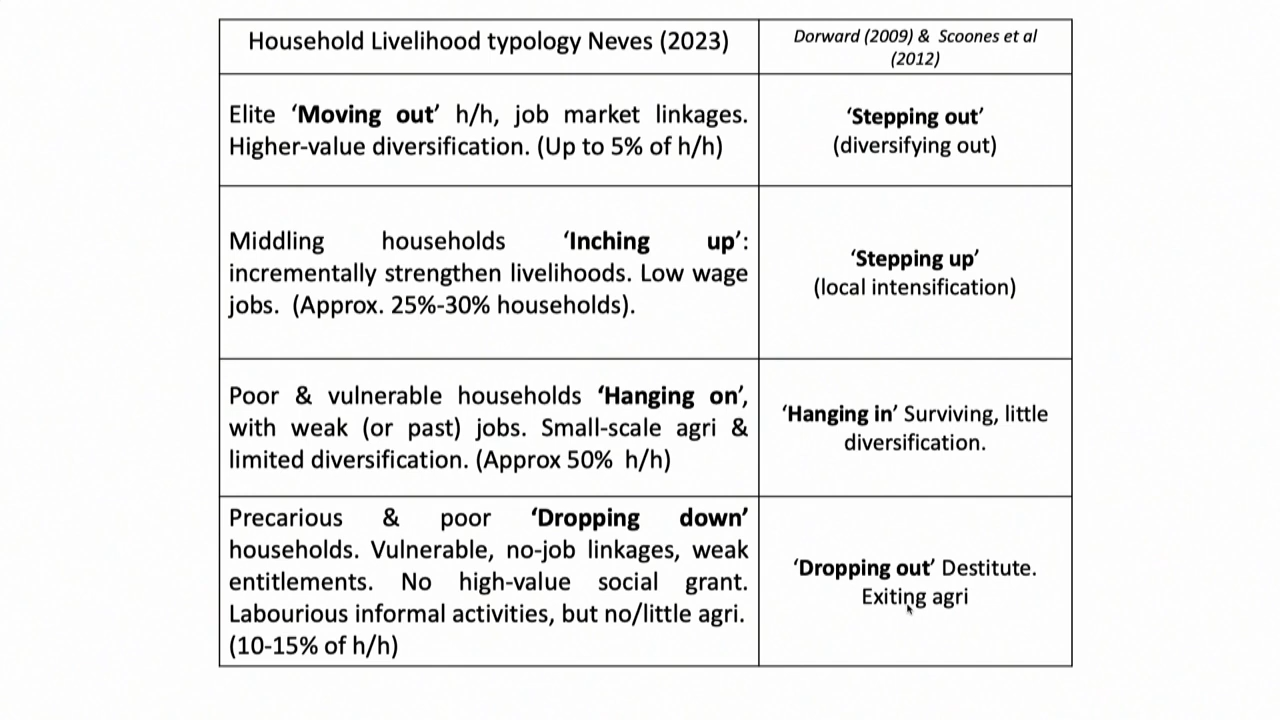 Household Livelihood typology Neves (2023)
Dorward (2009) & Scoones et al
(2012)
Elite ‘Moving out’ h/h, job market linkages.
Higher-value diversification. (Up to 5% of h/h)
‘Stepping out’
(diversifying out)
Middling households ‘Inching up’:
incrementally strengthen livelihoods. Low wage
jobs. (Approx. 25%-30% households).
‘Stepping up’
(local intensification)
Poor & vulnerable households ‘Hanging on’,
with weak (or past) jobs. Small-scale agri &
limited diversification. (Approx 50% h/h)
‘Hanging in’ Surviving, little
diversification.
Precarious & poor ‘Dropping down’
households. Vulnerable, no-job linkages, weak
entitlements. No high-value social grant.
Labourious informal activities, but no/little agri.
(10-15% of h/h)
‘Dropping out’ Destitute.
Exiting agri